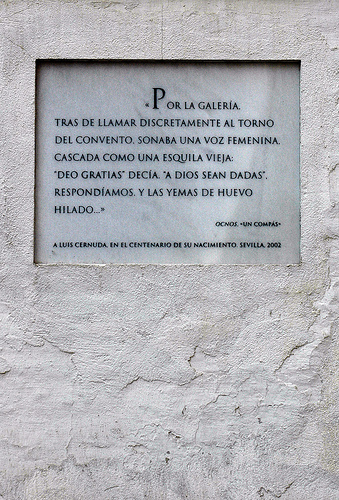 «POR LA GALERÍA,
TRAS DE LLAMAR DISCRETAMENTE AL TORNO
DEL CONVENTO, SONABA UNA VOZ FEMENINA,
CASCADA COMO UNA ESQUILA VIEJA:
"DEO GRATIAS" DECÍA. "A DIOS SEAN DADAS",
RESPONDÍAMOS. Y LAS YEMAS DE HUEVO
HILADO...»
OCNOS, «UN COMPÁS»
A LUIS CERNUDA, EN EL CENTENARIO DE SU NACIMIENTO. SEVILLA, 2002